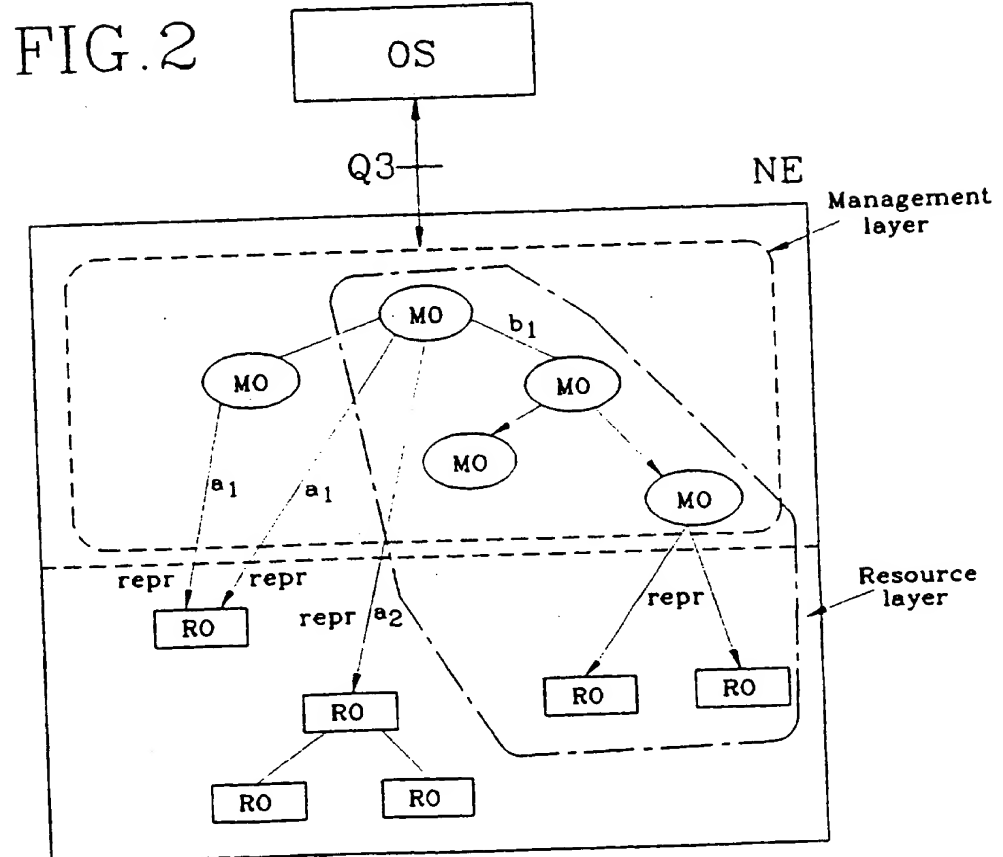 FIG.2
OS
Q3
NE
Management
layer
MO
b1
MO
MO
MO
MO
a1
a1
repr
repr
Resource
layer
RO
repr
a2
repr
RO
RO
RO
RO
RO